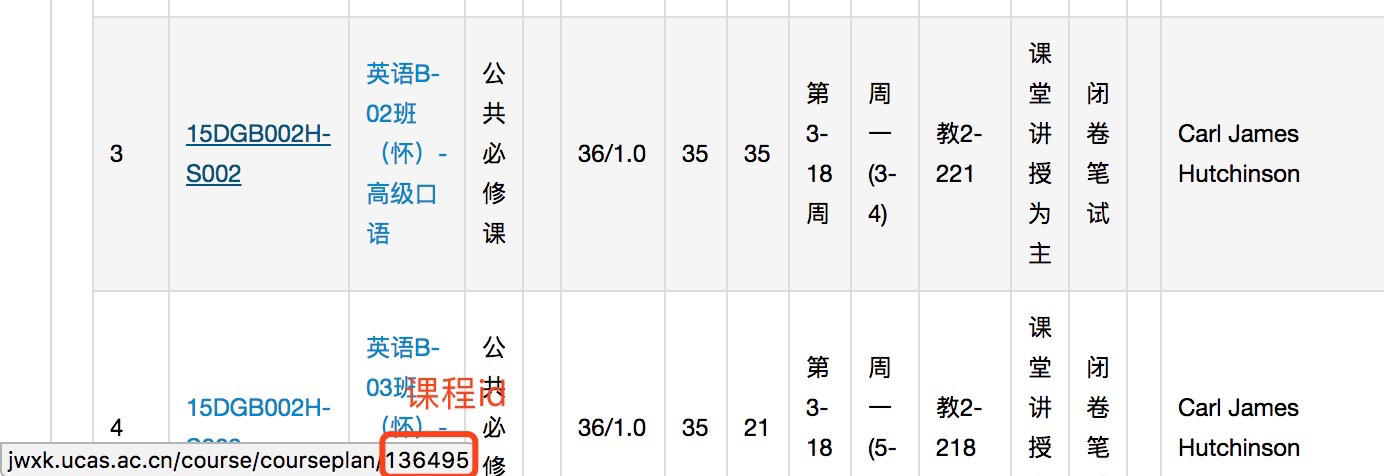 3
15DGB002H-
S002
英语B-
02班
（怀）-
高级口
语
公
共
必
修
课
36/1.0
35
35
第
3-
18
周
周
一
(3-
4)
教2-
221
课
堂
讲
授
为
主
闭
卷
笔
试
Carl James
Hutchinson
4
15DGB002H-
英语B-
03班
（怀）-
公
共
必
修
36/1.0
35
21
第
3-
18
周
一
(5-
教2-
218
课
堂
讲
授
闭
卷
笔
Carl James
Hutchinson
课程id
jwxk.ucas.ac.cn/course/courseplan/136495